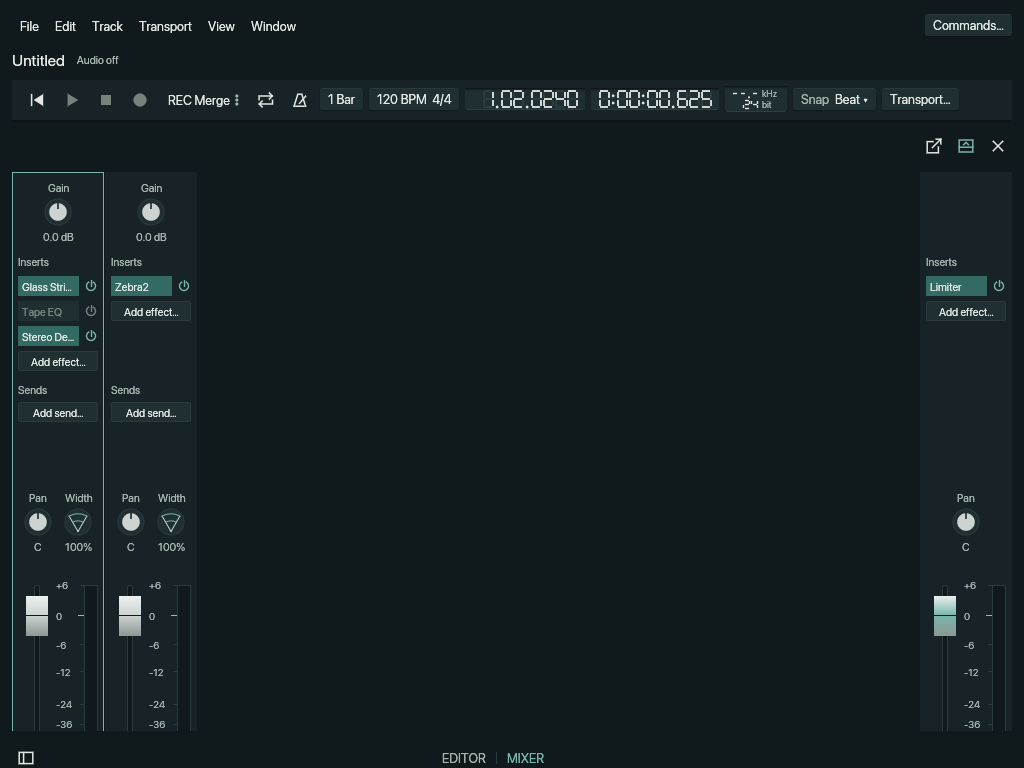 File Edit Track Transport View Window Commands...
Untitled Audio off
REC Merge 1 Bar 120 BPM 4/4 1.02.0240 0:00:00.625 --.- kHz -24 bit Snap Beat Transport...
Gain Gain
0.0 dB 0.0 dB
Inserts Inserts Inserts
Glass Stri... Zebra2 Limiter
Tape EQ Add effect... Add effect...
Stereo De...
Add effect...
Sends Sends
Add send... Add send...
Pan Width Pan Width Pan
C 100% C 100% C
+6 +6 +6
0 0 0
-6 -6 -6
-12 -12 -12
-24 -24 -24
-36 -36 -36
EDITOR MIXER